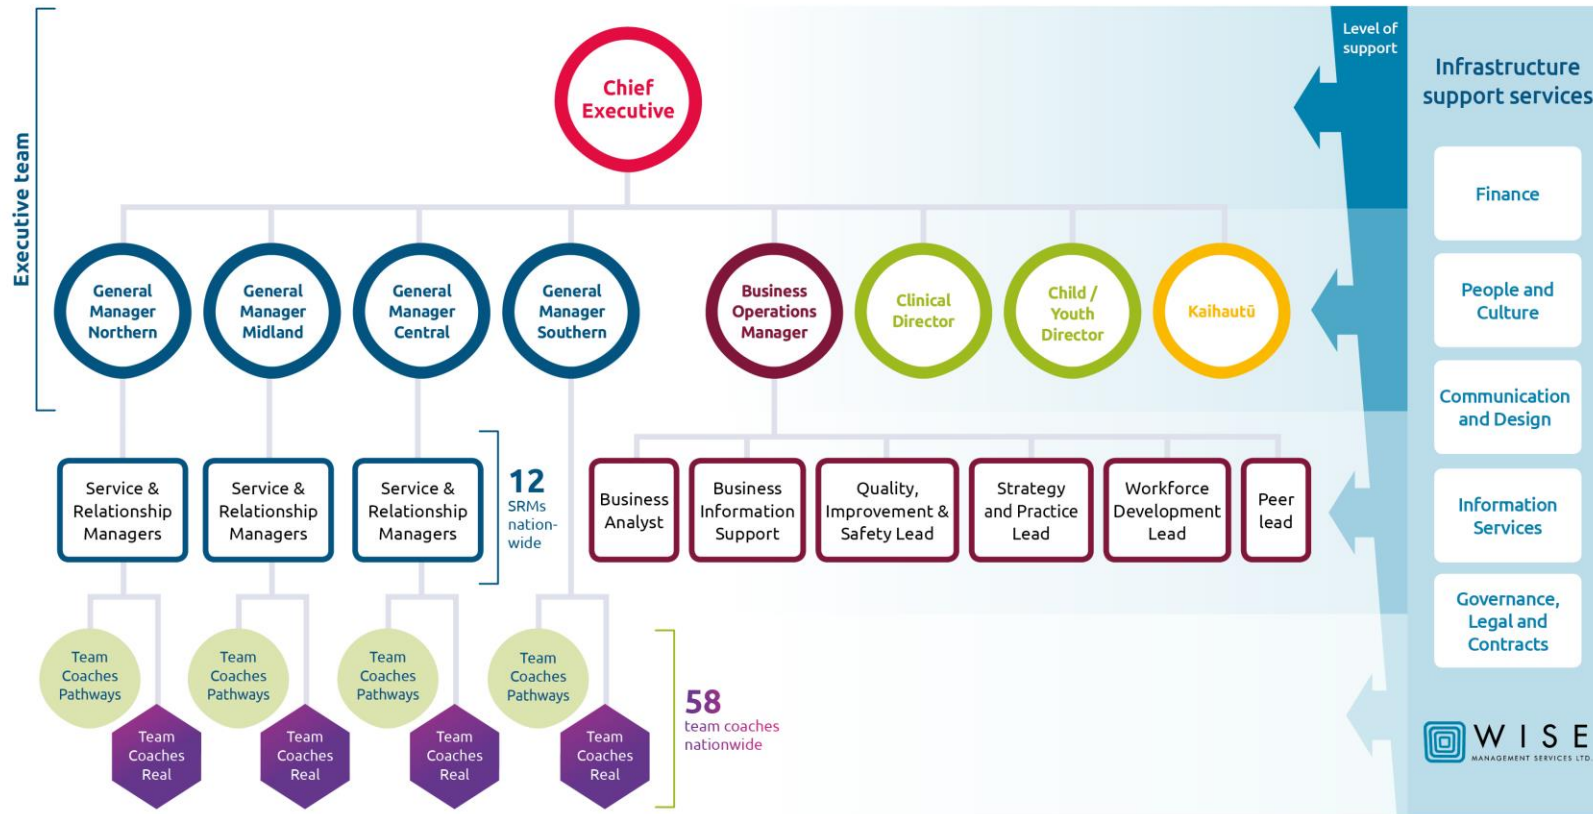 Executive team
Chief
Executive
General
Manager
Northern
General
Manager
Midland
General
Manager
Central
General
Manager
Southern
Business
Operations
Manager
Clinical
Director
Child /
Youth
Director
Kaihautū
Service &
Relationship
Managers
Service &
Relationship
Managers
Service &
Relationship
Managers
12
SRMs
nation-
wide
Business
Analyst
Business
Information
Support
Quality,
Improvement &
Safety Lead
Strategy
and Practice
Lead
Workforce
Development
Lead
Peer
lead
Team
Coaches
Pathways
Team
Coaches
Real
Team
Coaches
Pathways
Team
Coaches
Real
Team
Coaches
Pathways
Team
Coaches
Real
Team
Coaches
Pathways
Team
Coaches
Real
58
team coaches
nationwide
Level of
support
Infrastructure
support services
Finance
People and
Culture
Communication
and Design
Information
Services
Governance,
Legal and
Contracts
WISE
MANAGEMENT SERVICES LTD.